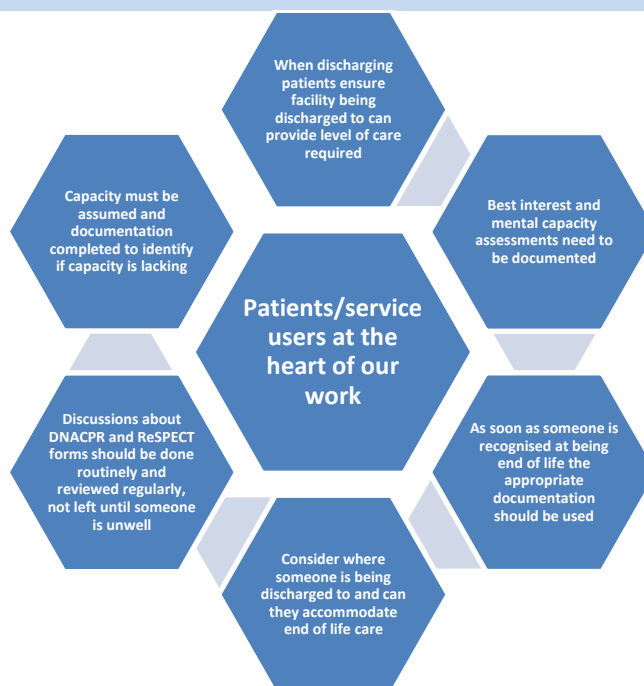 When discharging
patients ensure
facility being
discharged to can
provide level of care
required
Capacity must be
assumed and
documentation
completed to identify
if capacity is lacking
Best interest and
mental capacity
assessments need to
be documented
Patients/service
users at the
heart of our
work
Discussions about
DNACPR and ReSPECT
forms should be done
routinely and
reviewed regularly,
not left until someone
is unwell
As soon as someone is
recognised at being
end of life the
appropriate
documentation
should be used
Consider where
someone is being
discharged to and can
they accommodate
end of life care